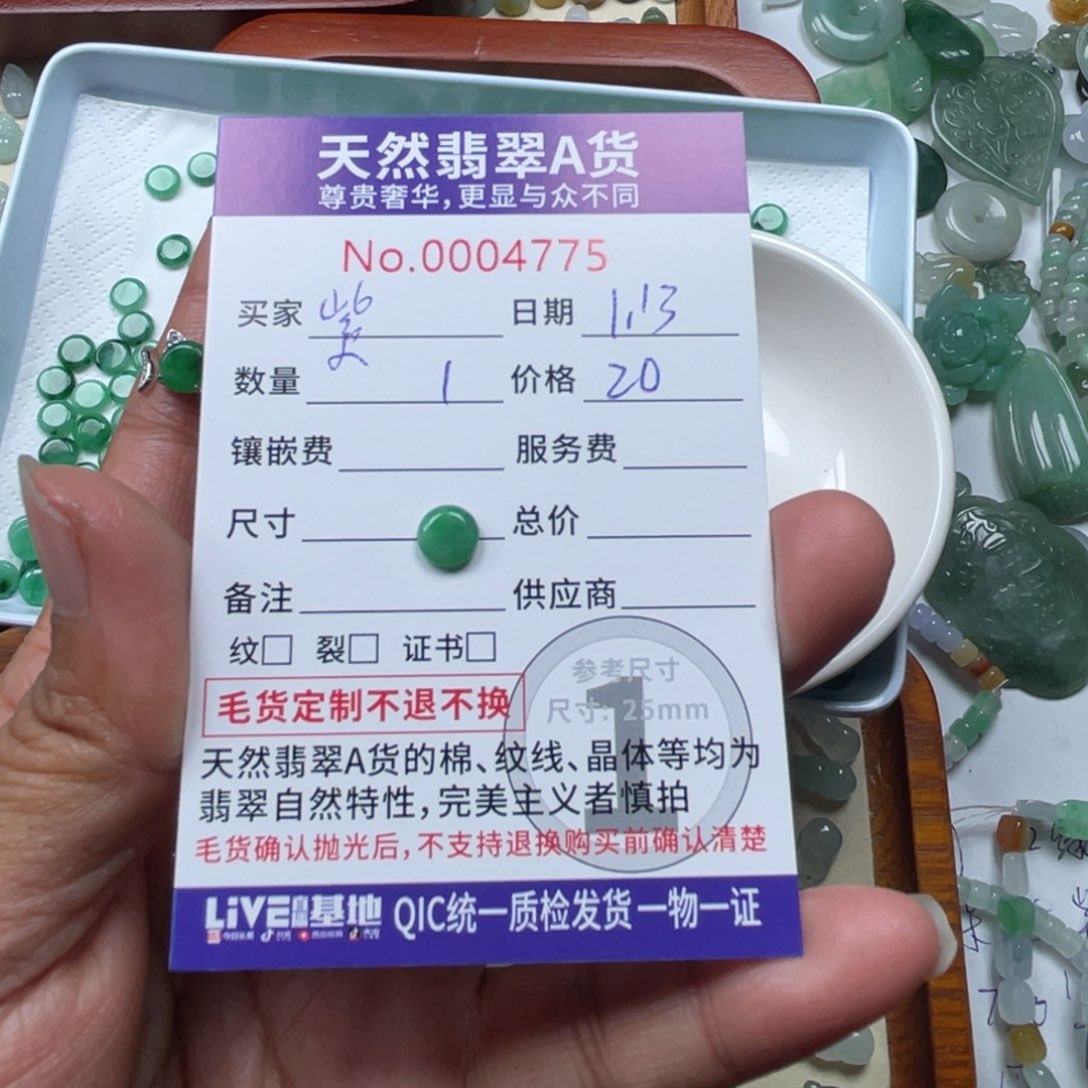 天然翡翠A货
尊贵奢华，更显与众不同
No.0004775
买家 紫 日期 1.13
数量 1 价格 20
镶嵌费 服务费
尺寸 总价
备注 供应商
纹□ 裂□ 证书□
参考尺寸
尺寸: 25mm
1
毛货定制不退不换
天然翡翠A货的棉、纹线、晶体等均为
翡翠自然特性，完美主义者慎拍
毛货确认抛光后，不支持退换购买前确认清楚
LiVE直播基地 QIC统一质检发货一物一证